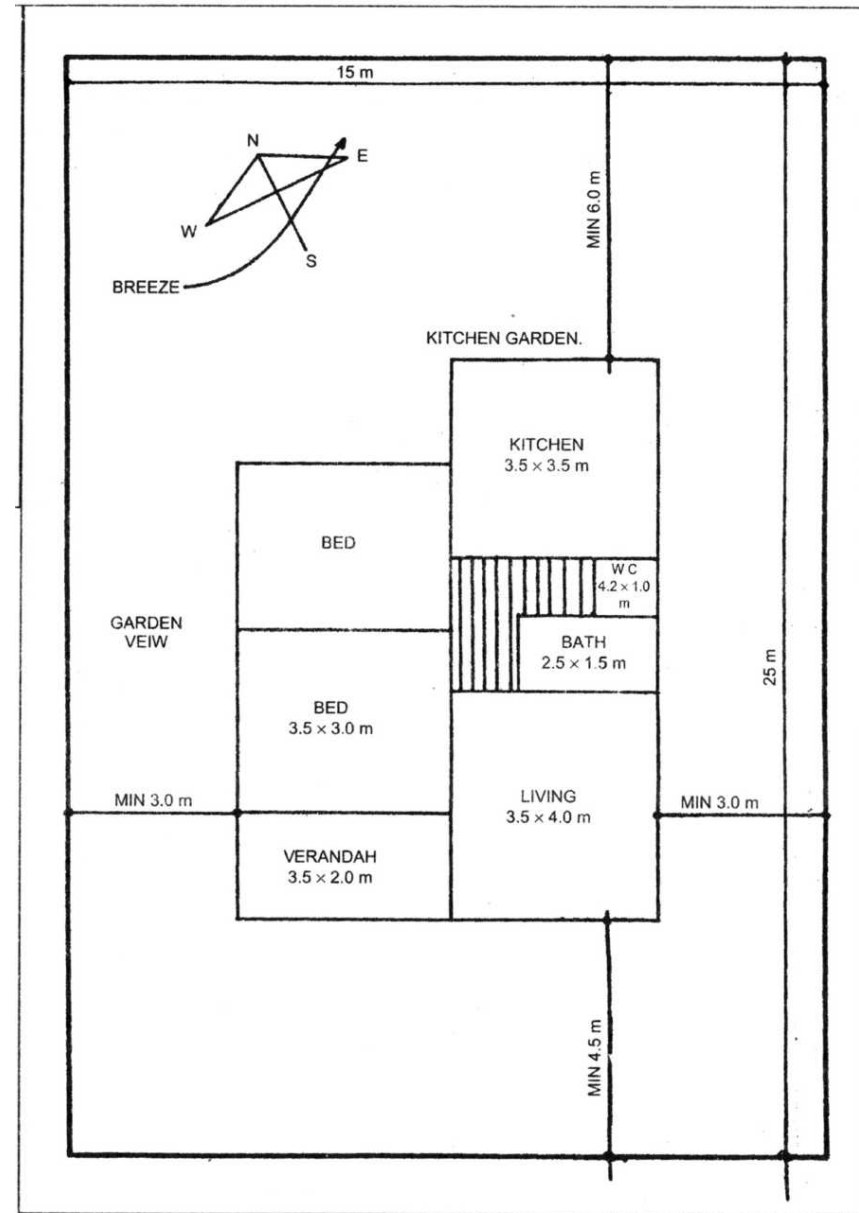 15 m
N
E
W
S
BREEZE
MIN 6.0 m
KITCHEN GARDEN.
KITCHEN
3.5 × 3.5 m
BED
W C
4.2 × 1.0
m
GARDEN
VEIW
BATH
2.5 × 1.5 m
25 m
BED
3.5 × 3.0 m
MIN 3.0 m
LIVING
3.5 × 4.0 m
MIN 3.0 m
VERANDAH
3.5 × 2.0 m
MIN 4.5 m